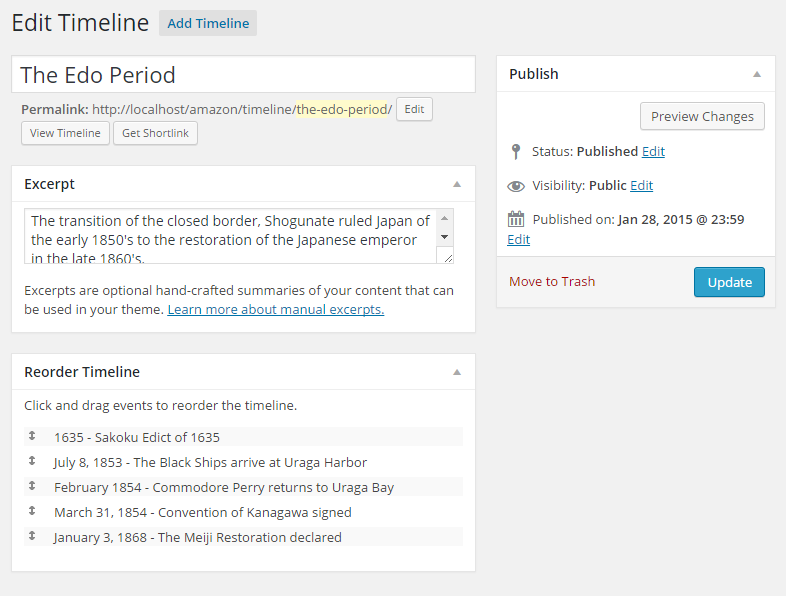 Edit Timeline Add Timeline
The Edo Period
Permalink: http://localhost/amazon/timeline/the-edo-period/ Edit
View Timeline Get Shortlink
Excerpt
The transition of the closed border, Shogunate ruled Japan of
the early 1850's to the restoration of the Japanese emperor
in the late 1860's.
Excerpts are optional hand-crafted summaries of your content that can
be used in your theme. Learn more about manual excerpts.
Reorder Timeline
Click and drag events to reorder the timeline.
1635 - Sakoku Edict of 1635
July 8, 1853 - The Black Ships arrive at Uraga Harbor
February 1854 - Commodore Perry returns to Uraga Bay
March 31, 1854 - Convention of Kanagawa signed
January 3, 1868 - The Meiji Restoration declared
Publish
Preview Changes
Status: Published Edit
Visibility: Public Edit
Published on: Jan 28, 2015 @ 23:59
Edit
Move to Trash Update